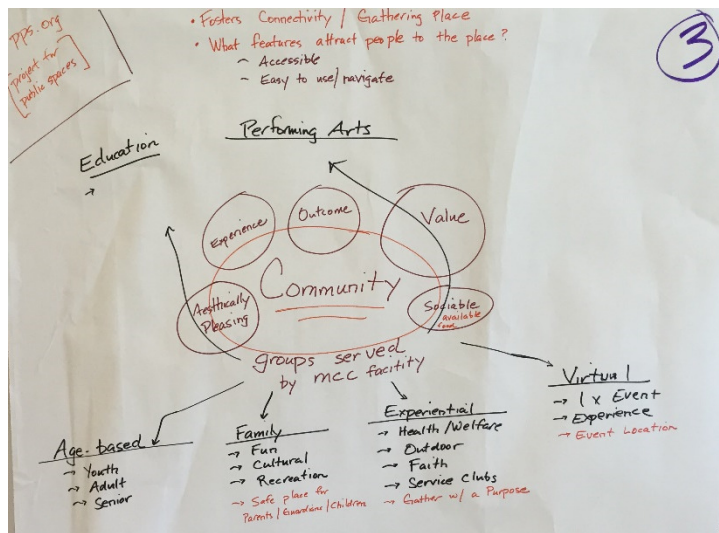 pps.org
[project for
public spaces]
• Fosters Connectivity / Gathering Place
• What features attract people to the place?
- Accessible
- Easy to use/navigate
3
Performing Arts
Education
→
Experience
Outcome
Value
Community
Aesthically
Pleasing
Sociable
available
food
groups served
by mcc facitity
Age-based
→ Youth
→ Adult
→ Senior
Family
→ Fun
→ Cultural
→ Recreation
→ Safe place for
Parents/Guardians/Children
Experiential
→ Health/Welfare
→ Outdoor
→ Faith
→ Service Clubs
→ Gather w/ a Purpose
Virtual
→ 1 x Event
→ Experience
→ Event Location